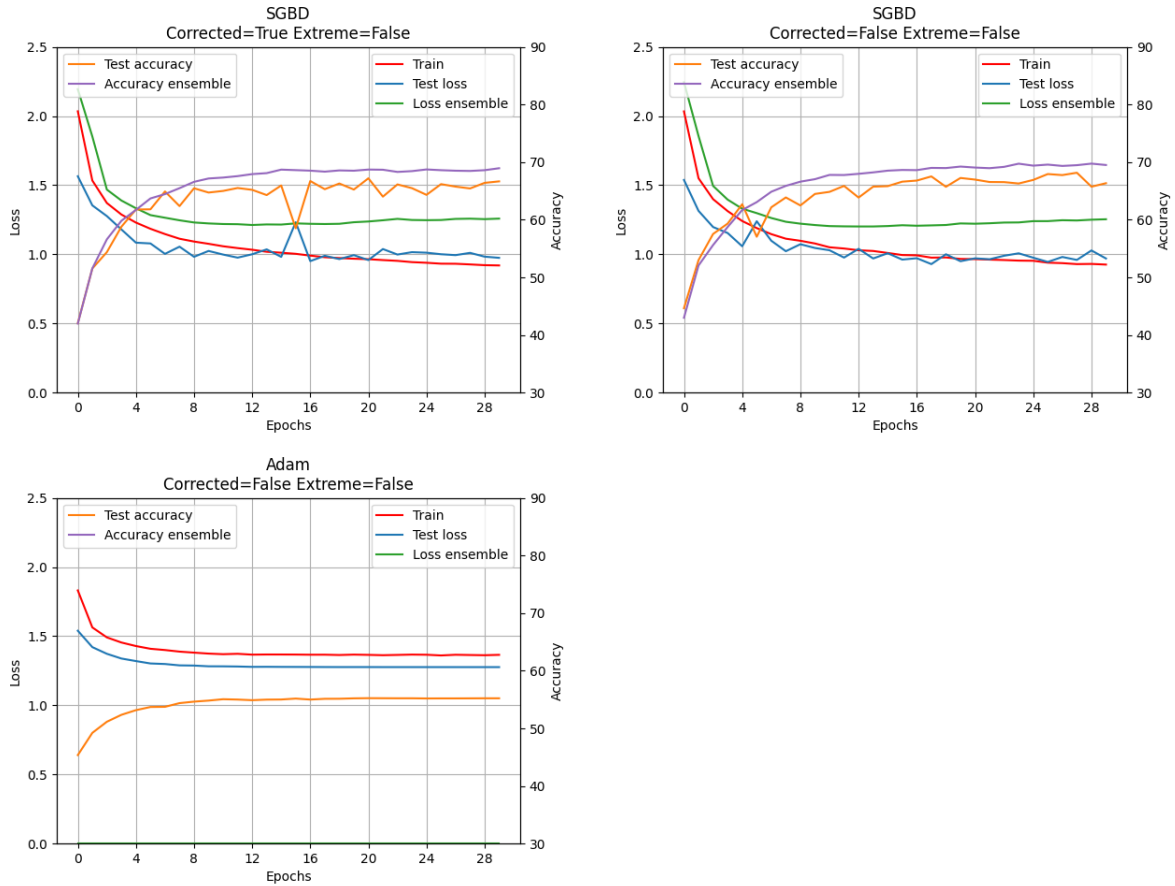 SGBD
Corrected=True Extreme=False
Test accuracy
Accuracy ensemble
Train
Test loss
Loss ensemble
2.5
2.0
1.5
1.0
0.5
0.0
Loss
90
80
70
60
50
40
30
Accuracy
0 4 8 12 16 20 24 28
Epochs
SGBD
Corrected=False Extreme=False
Test accuracy
Accuracy ensemble
Train
Test loss
Loss ensemble
2.5
2.0
1.5
1.0
0.5
0.0
Loss
90
80
70
60
50
40
30
Accuracy
0 4 8 12 16 20 24 28
Epochs
Adam
Corrected=False Extreme=False
Test accuracy
Accuracy ensemble
Train
Test loss
Loss ensemble
2.5
2.0
1.5
1.0
0.5
0.0
Loss
90
80
70
60
50
40
30
Accuracy
0 4 8 12 16 20 24 28
Epochs